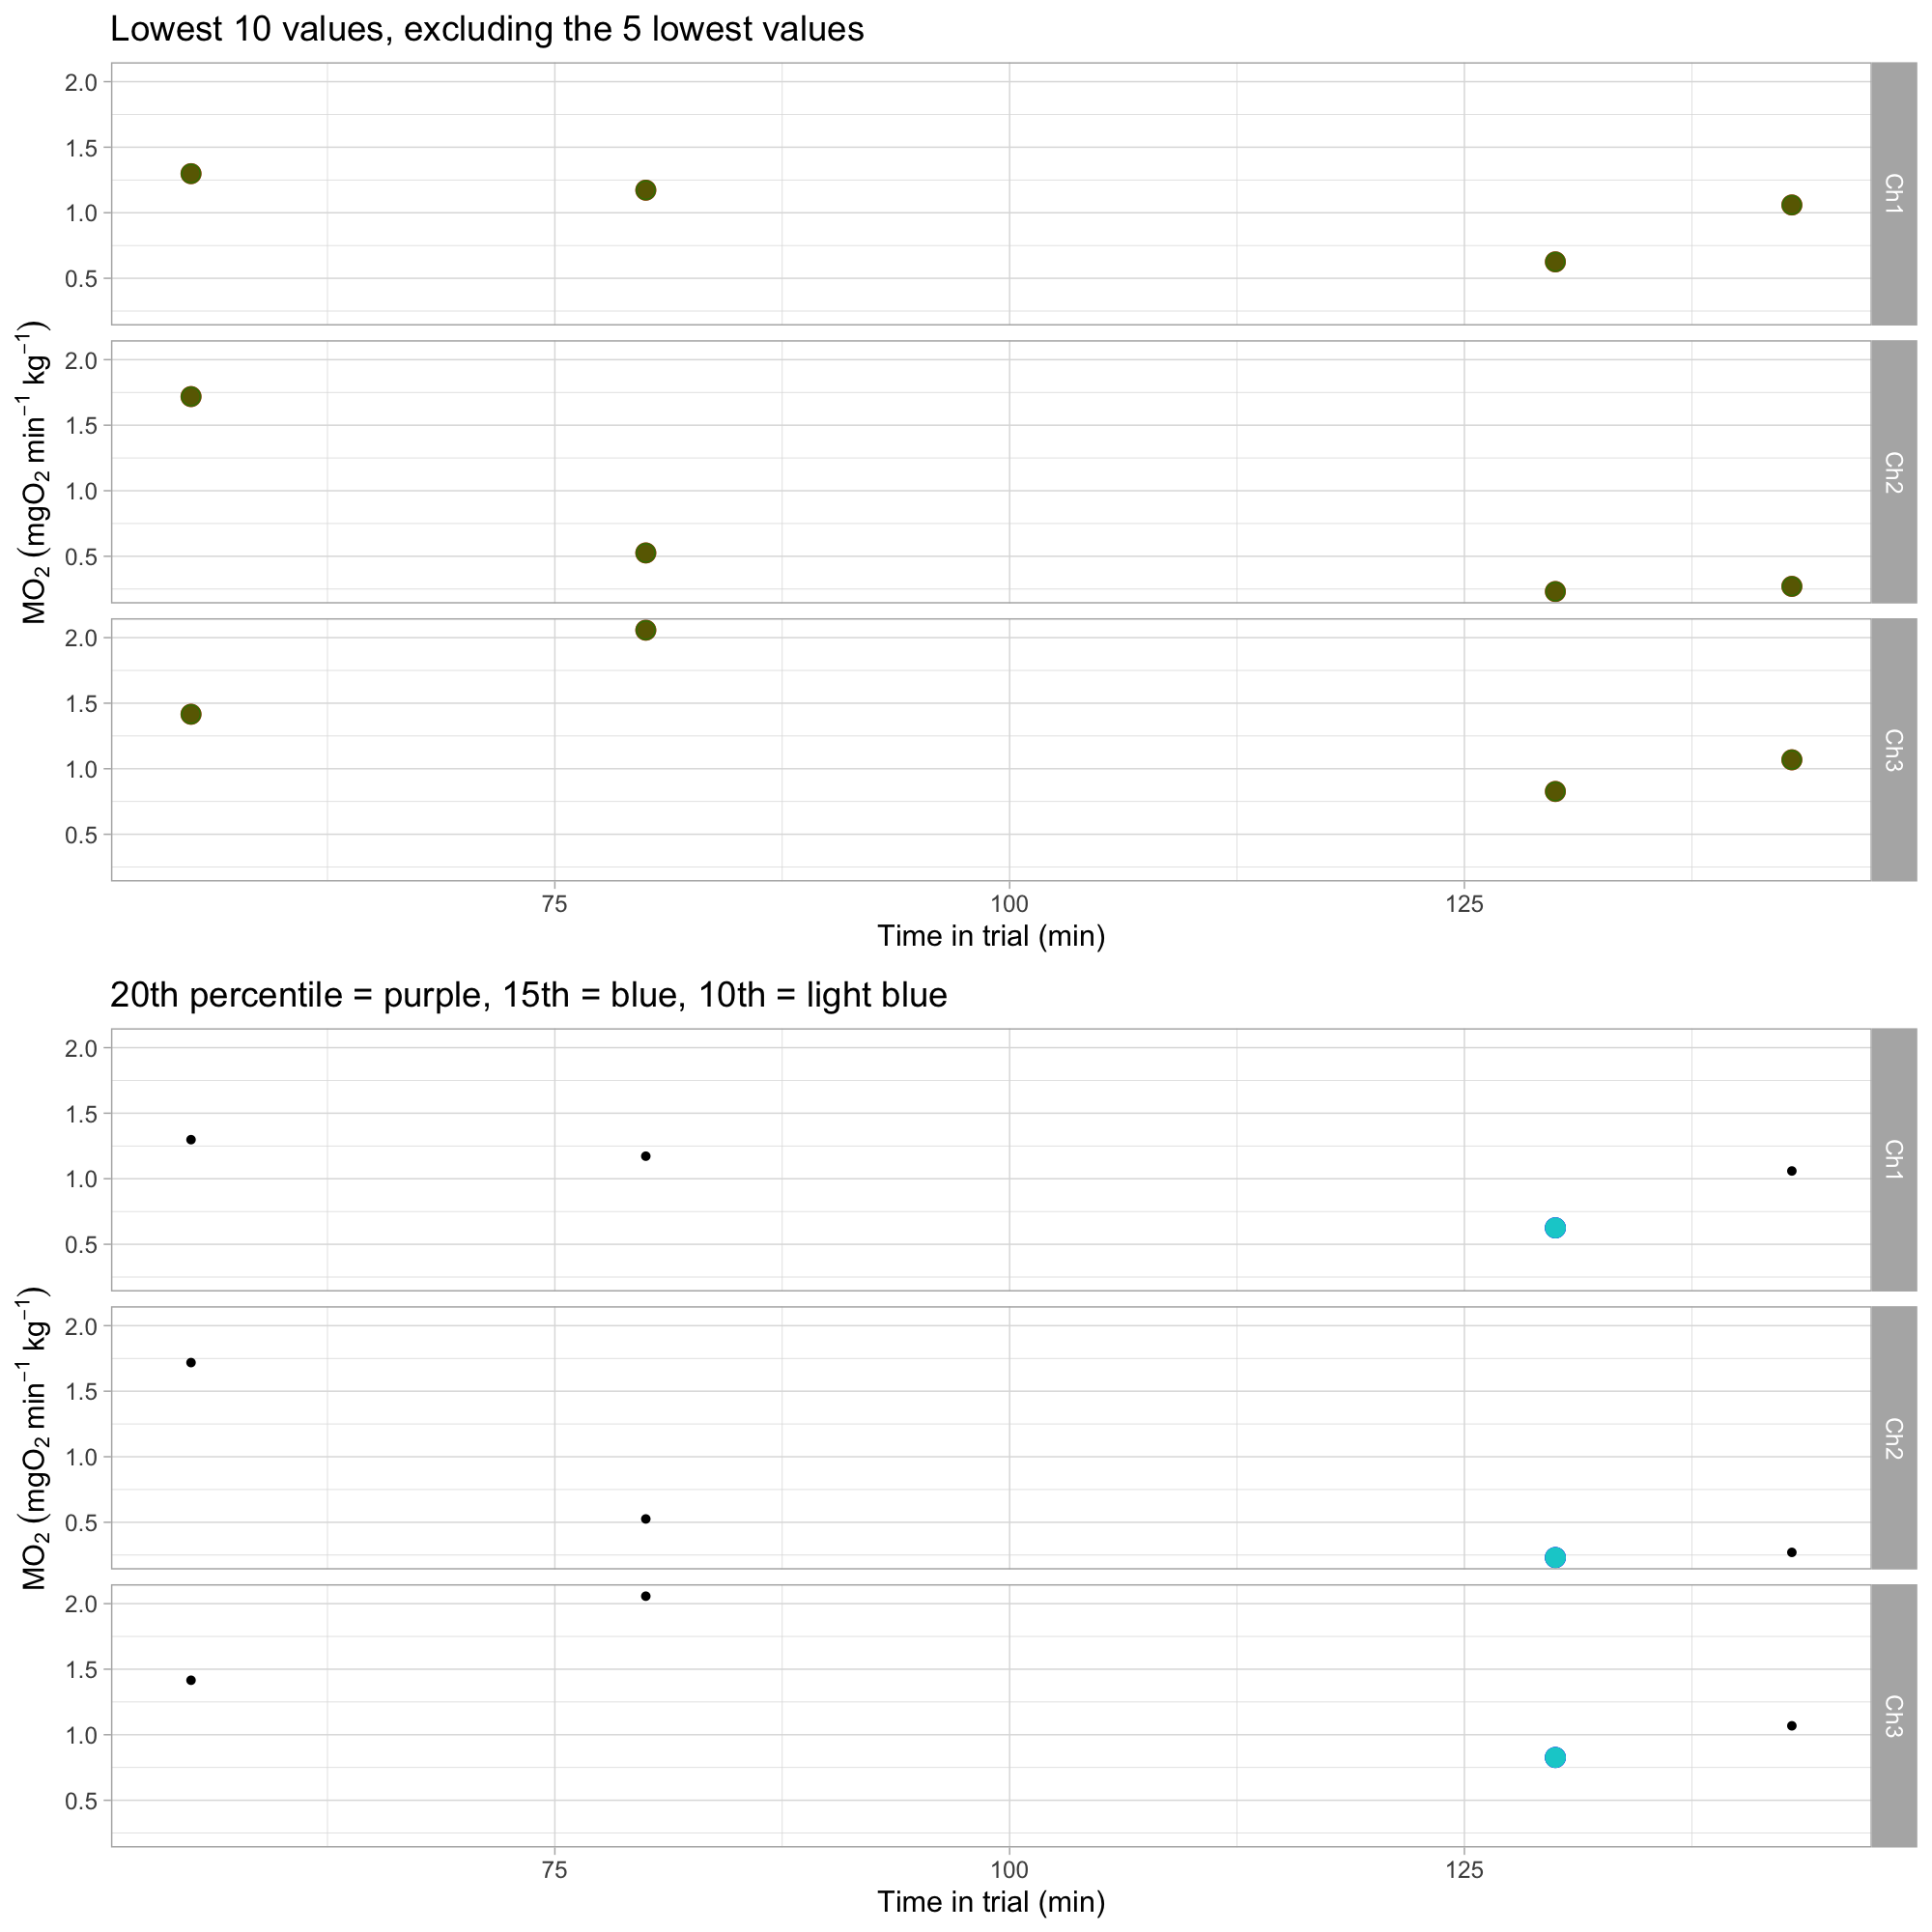 Lowest 10 values, excluding the 5 lowest values
MO₂ (mgO₂ min⁻¹ kg⁻¹)
2.0
1.5
1.0
0.5
Ch1
2.0
1.5
1.0
0.5
Ch2
2.0
1.5
1.0
0.5
Ch3
75 100 125
Time in trial (min)
20th percentile = purple, 15th = blue, 10th = light blue
MO₂ (mgO₂ min⁻¹ kg⁻¹)
2.0
1.5
1.0
0.5
Ch1
2.0
1.5
1.0
0.5
Ch2
2.0
1.5
1.0
0.5
Ch3
75 100 125
Time in trial (min)